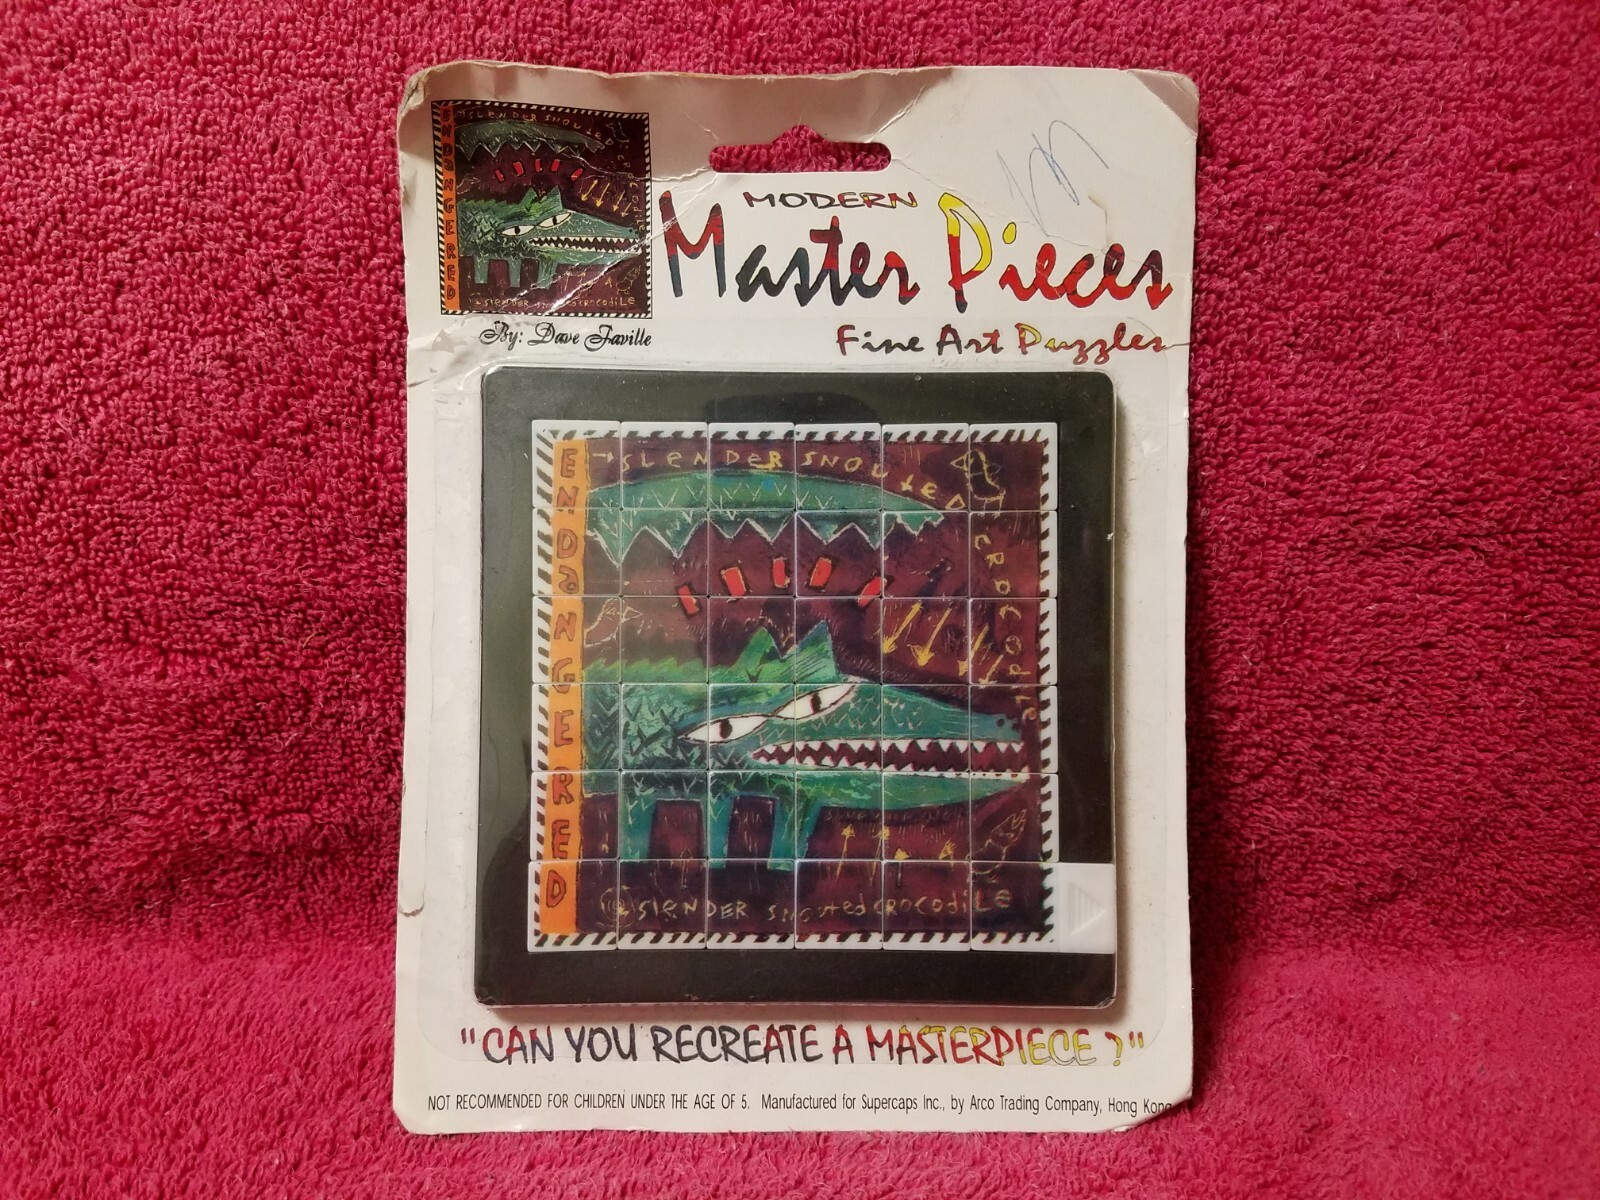 ENDANGERED
SLENDER SNOUTED
CROCODILE
SLENDER
CROCODILE
By: Dave Faville
MODERN
Master Pieces
Fine Art Puzzles
ENDaNGERED
SLeNDeR SNOUTED
CROCODiLe
SleNDER SNOUTed CROCODiLe
"CAN YOU RECREATE A MASTERPIECE?"
NOT RECOMMENDED FOR CHILDREN UNDER THE AGE OF 5. Manufactured for Supercaps Inc., by Arco Trading Company, Hong Kong